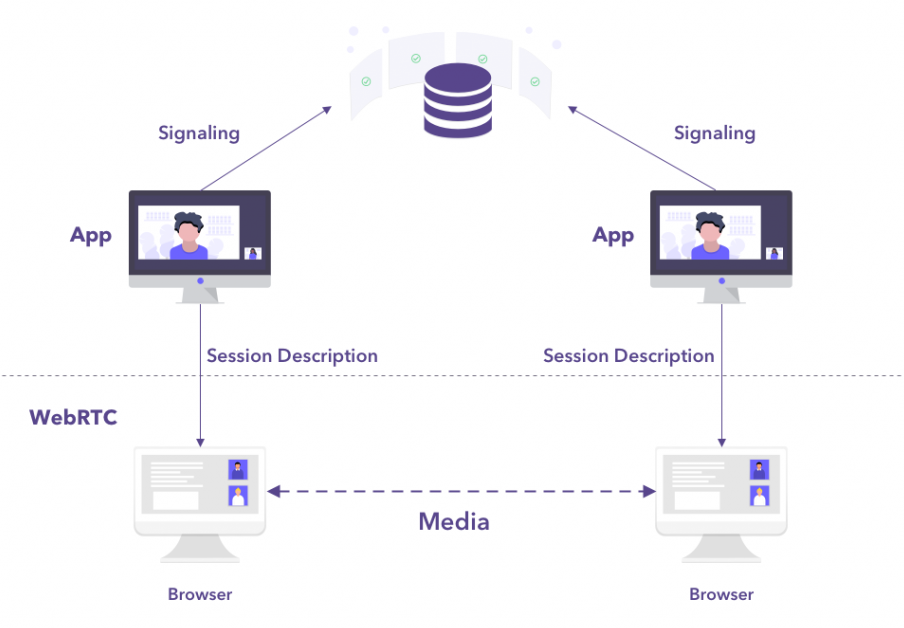 Signaling
Signaling
App
App
Session Description
Session Description
WebRTC
Media
Browser
Browser